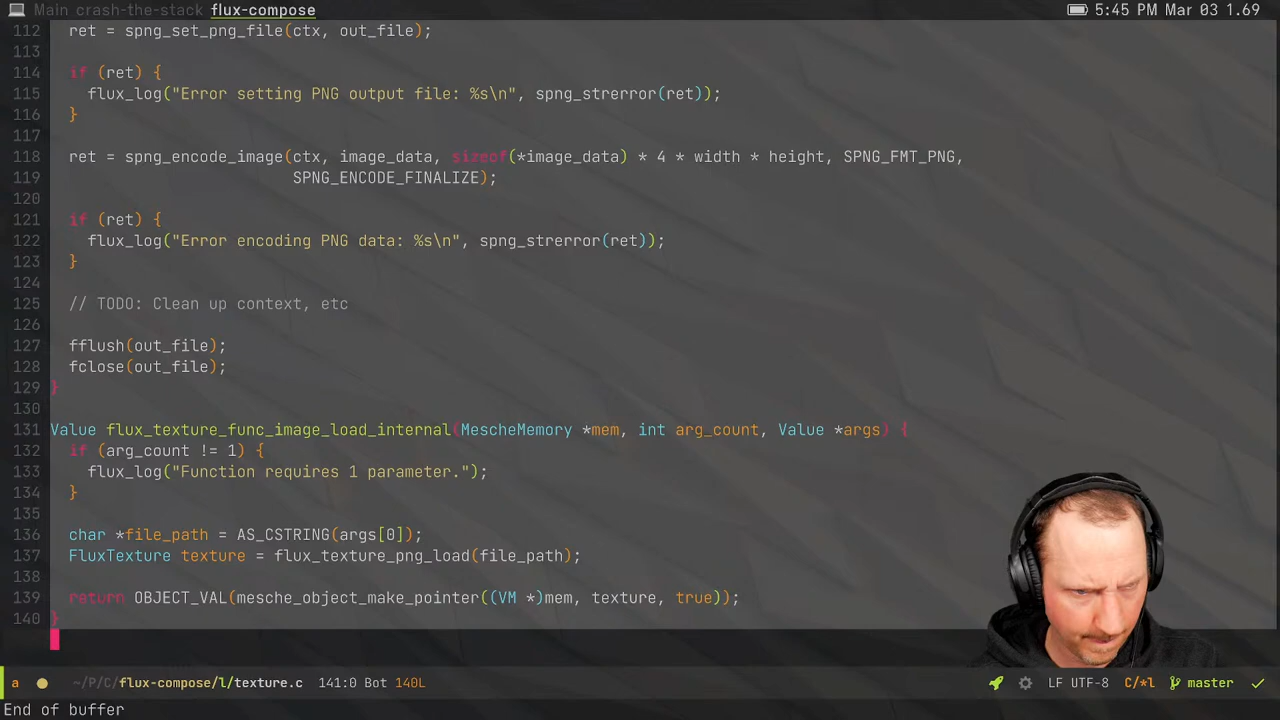 Main crash-the-stack flux-compose 5:45 PM Mar 03 1.69
112 ret = spng_set_png_file(ctx, out_file);
113
114 if (ret) {
115 flux_log("Error setting PNG output file: %s\n", spng_strerror(ret));
116 }
117
118 ret = spng_encode_image(ctx, image_data, sizeof(*image_data) * 4 * width * height, SPNG_FMT_PNG,
119 SPNG_ENCODE_FINALIZE);
120
121 if (ret) {
122 flux_log("Error encoding PNG data: %s\n", spng_strerror(ret));
123 }
124
125 // TODO: Clean up context, etc
126
127 fflush(out_file);
128 fclose(out_file);
129 }
130
131 Value flux_texture_func_image_load_internal(MescheMemory *mem, int arg_count, Value *args) {
132 if (arg_count != 1) {
133 flux_log("Function requires 1 parameter.");
134 }
135
136 char *file_path = AS_CSTRING(args[0]);
137 FluxTexture texture = flux_texture_png_load(file_path);
138
139 return OBJECT_VAL(mesche_object_make_pointer((VM *)mem, texture, true));
140 }
a ~/P/C/flux-compose/l/texture.c 141:0 Bot 140L LF UTF-8 C/*l master
End of buffer